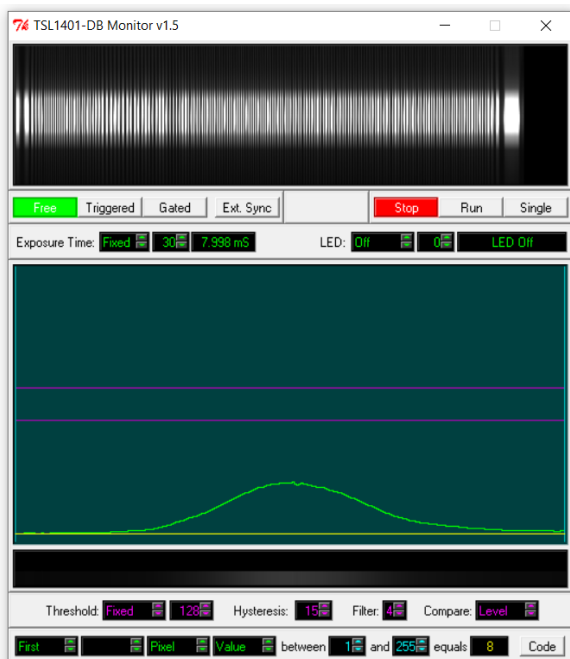 TSL1401-DB Monitor v1.5
Free Triggered Gated Ext. Sync Stop Run Single
Exposure Time: Fixed 30 7.998 mS LED: Off 0 LED Off
Threshold: Fixed 128 Hysteresis: 15 Filter: 4 Compare: Level
First Pixel Value between 1 and 255 equals 8 Code